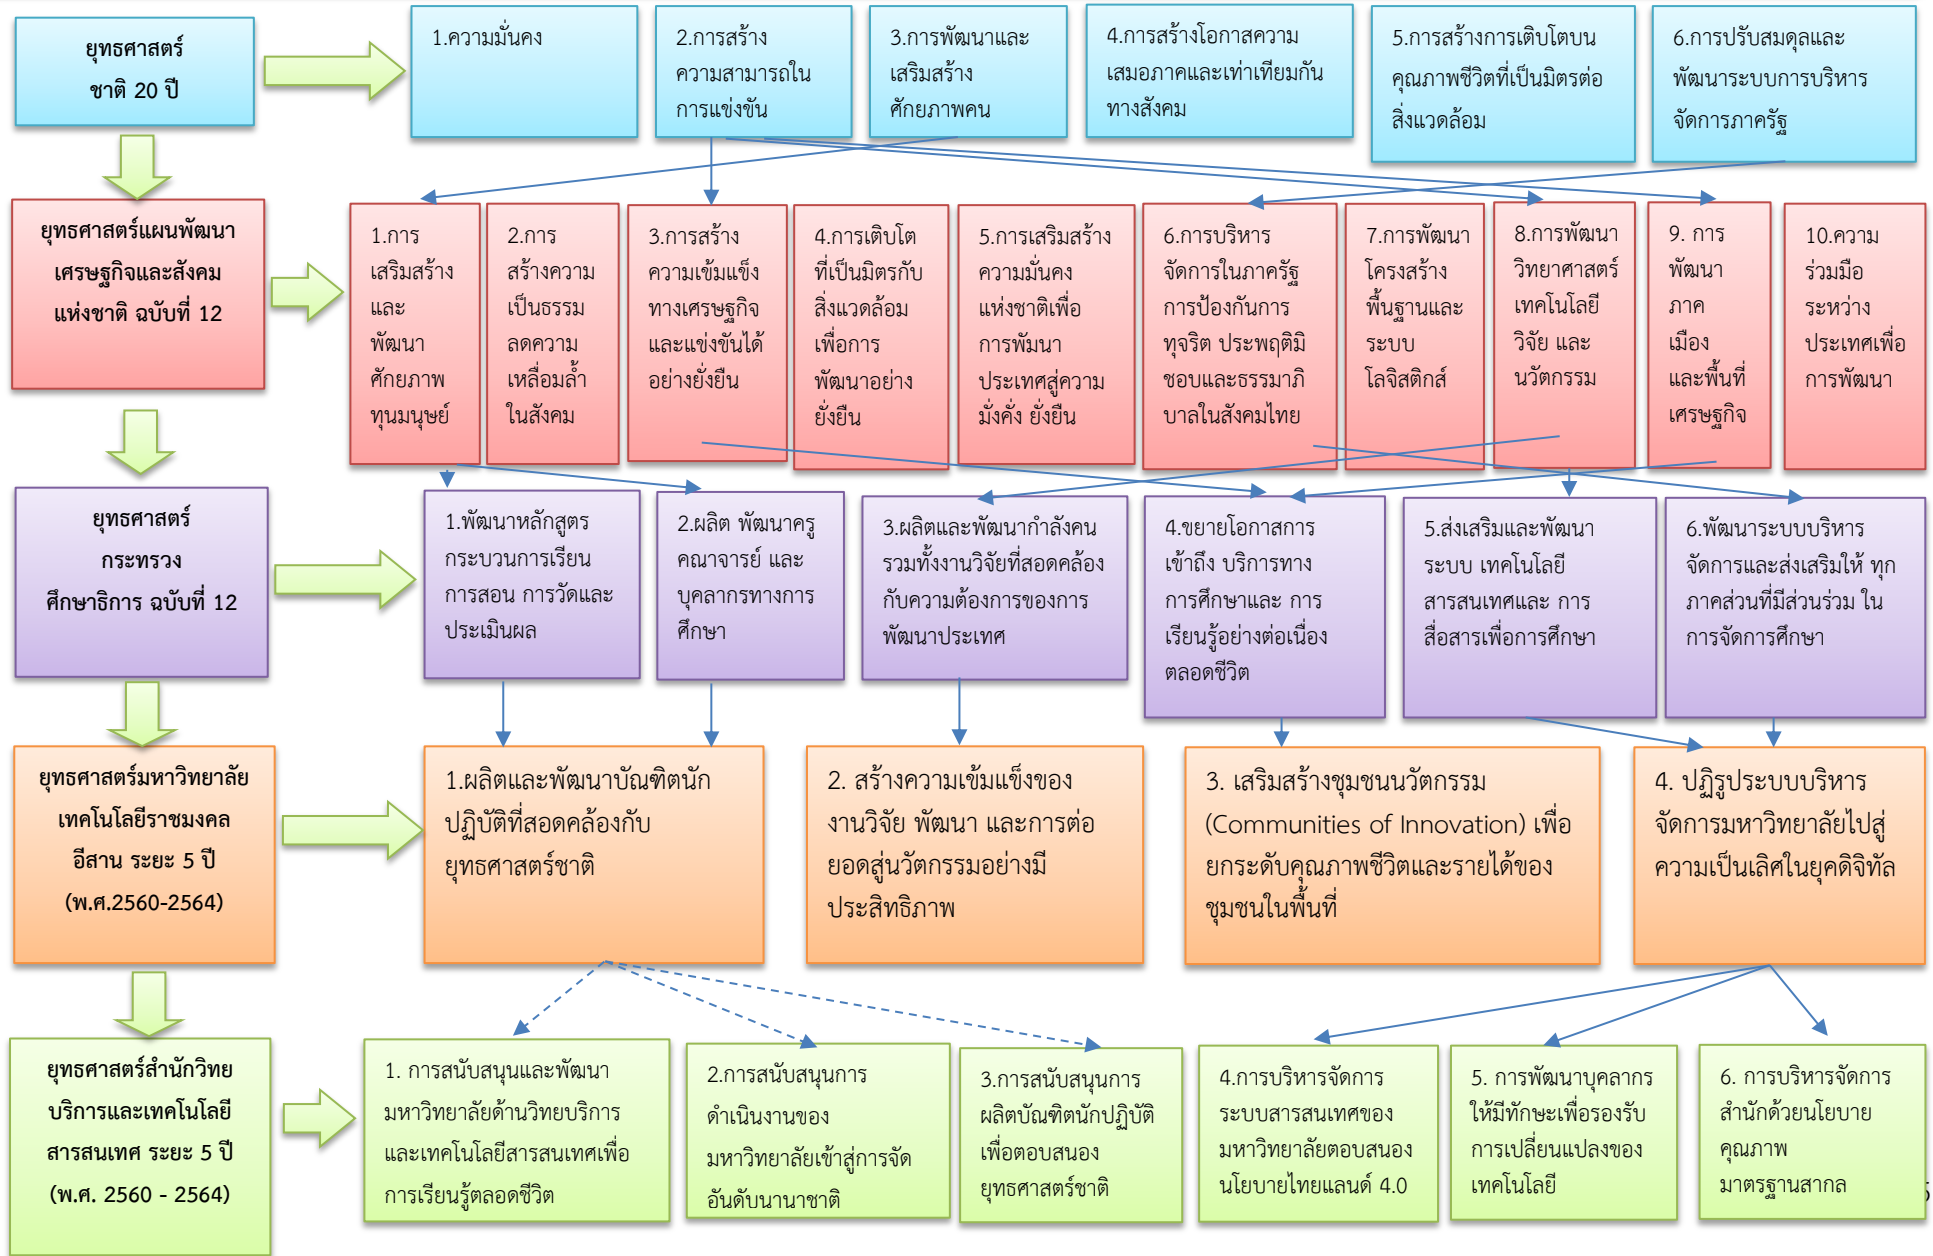 ยุทธศาสตร์
ชาติ 20 ปี
1.ความมั่นคง
2.การสร้าง
ความสามารถใน
การแข่งขัน
3.การพัฒนาและ
เสริมสร้าง
ศักยภาพคน
4.การสร้างโอกาสความ
เสมอภาคและเท่าเทียมกัน
ทางสังคม
5.การสร้างการเติบโตบน
คุณภาพชีวิตที่เป็นมิตรต่อ
สิ่งแวดล้อม
6.การปรับสมดุลและ
พัฒนาระบบการบริหาร
จัดการภาครัฐ
ยุทธศาสตร์แผนพัฒนา
เศรษฐกิจและสังคม
แห่งชาติ ฉบับที่ 12
1.การ
เสริมสร้าง
และ
พัฒนา
ศักยภาพ
ทุนมนุษย์
2.การ
สร้างความ
เป็นธรรม
ลดความ
เหลื่อมล้ำ
ในสังคม
3.การสร้าง
ความเข้มแข็ง
ทางเศรษฐกิจ
และแข่งขันได้
อย่างยั่งยืน
4.การเติบโต
ที่เป็นมิตรกับ
สิ่งแวดล้อม
เพื่อการ
พัฒนาอย่าง
ยั่งยืน
5.การเสริมสร้าง
ความมั่นคง
แห่งชาติเพื่อ
การพัมนา
ประเทศสู่ความ
มั่งคั่ง ยั่งยืน
6.การบริหาร
จัดการในภาครัฐ
การป้องกันการ
ทุจริต ประพฤติมิ
ชอบและธรรมาภิ
บาลในสังคมไทย
7.การพัฒนา
โครงสร้าง
พื้นฐานและ
ระบบ
โลจิสติกส์
8.การพัฒนา
วิทยาศาสตร์
เทคโนโลยี
วิจัย และ
นวัตกรรม
9. การ
พัฒนา
ภาค
เมือง
และพื้นที่
เศรษฐกิจ
10.ความ
ร่วมมือ
ระหว่าง
ประเทศเพื่อ
การพัฒนา
ยุทธศาสตร์
กระทรวง
ศึกษาธิการ ฉบับที่ 12
1.พัฒนาหลักสูตร
กระบวนการเรียน
การสอน การวัดและ
ประเมินผล
2.ผลิต พัฒนาครู
คณาจารย์ และ
บุคลากรทางการ
ศึกษา
3.ผลิตและพัฒนากำลังคน
รวมทั้งงานวิจัยที่สอดคล้อง
กับความต้องการของการ
พัฒนาประเทศ
4.ขยายโอกาสการ
เข้าถึง บริการทาง
การศึกษาและ การ
เรียนรู้อย่างต่อเนื่อง
ตลอดชีวิต
5.ส่งเสริมและพัฒนา
ระบบ เทคโนโลยี
สารสนเทศและ การ
สื่อสารเพื่อการศึกษา
6.พัฒนาระบบบริหาร
จัดการและส่งเสริมให้ ทุก
ภาคส่วนที่มีส่วนร่วม ใน
การจัดการศึกษา
ยุทธศาสตร์มหาวิทยาลัย
เทคโนโลยีราชมงคล
อีสาน ระยะ 5 ปี
(พ.ศ.2560-2564)
1.ผลิตและพัฒนาบัณฑิตนัก
ปฏิบัติที่สอดคล้องกับ
ยุทธศาสตร์ชาติ
2. สร้างความเข้มแข็งของ
งานวิจัย พัฒนา และการต่อ
ยอดสู่นวัตกรรมอย่างมี
ประสิทธิภาพ
3. เสริมสร้างชุมชนนวัตกรรม
(Communities of Innovation) เพื่อ
ยกระดับคุณภาพชีวิตและรายได้ของ
ชุมชนในพื้นที่
4. ปฏิรูประบบบริหาร
จัดการมหาวิทยาลัยไปสู่
ความเป็นเลิศในยุคดิจิทัล
ยุทธศาสตร์สำนักวิทย
บริการและเทคโนโลยี
สารสนเทศ ระยะ 5 ปี
(พ.ศ. 2560 - 2564)
1. การสนับสนุนและพัฒนา
มหาวิทยาลัยด้านวิทยบริการ
และเทคโนโลยีสารสนเทศเพื่อ
การเรียนรู้ตลอดชีวิต
2.การสนับสนุนการ
ดำเนินงานของ
มหาวิทยาลัยเข้าสู่การจัด
อันดับนานาชาติ
3.การสนับสนุนการ
ผลิตบัณฑิตนักปฏิบัติ
เพื่อตอบสนอง
ยุทธศาสตร์ชาติ
4.การบริหารจัดการ
ระบบสารสนเทศของ
มหาวิทยาลัยตอบสนอง
นโยบายไทยแลนด์ 4.0
5. การพัฒนาบุคลากร
ให้มีทักษะเพื่อรองรับ
การเปลี่ยนแปลงของ
เทคโนโลยี
6. การบริหารจัดการ
สำนักด้วยนโยบาย
คุณภาพ
มาตรฐานสากล